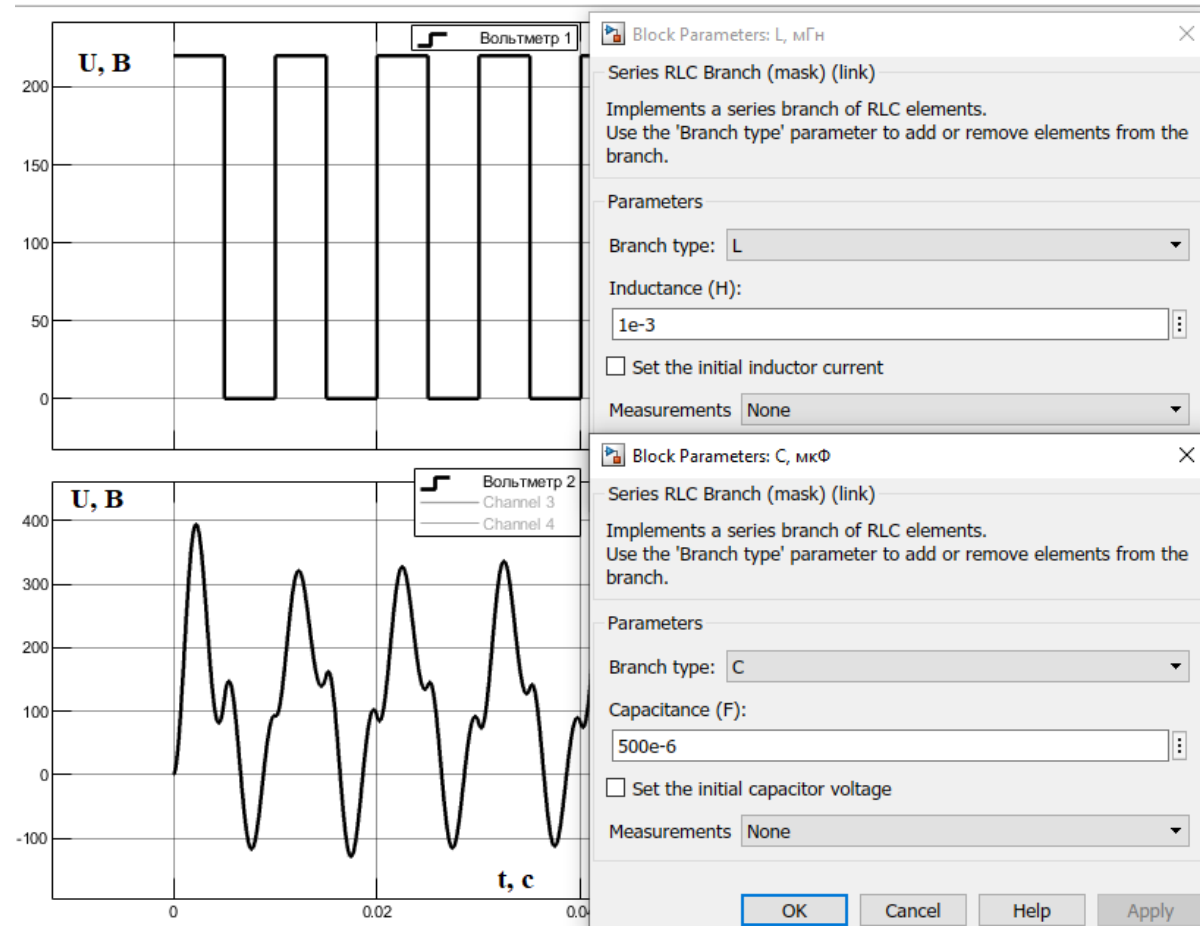 U, В
Вольтметр 1
200
150
100
50
0
U, В
Вольтметр 2
Channel 3
Channel 4
400
300
200
100
0
-100
t, с
0
0.02
0.0
Block Parameters: L, мГн
Series RLC Branch (mask) (link)
Implements a series branch of RLC elements.
Use the 'Branch type' parameter to add or remove elements from the
branch.
Parameters
Branch type: L
Inductance (H):
1e-3
Set the initial inductor current
Measurements None
Block Parameters: C, мкФ
Series RLC Branch (mask) (link)
Implements a series branch of RLC elements.
Use the 'Branch type' parameter to add or remove elements from the
branch.
Parameters
Branch type: C
Capacitance (F):
500e-6
Set the initial capacitor voltage
Measurements None
OK Cancel Help Apply